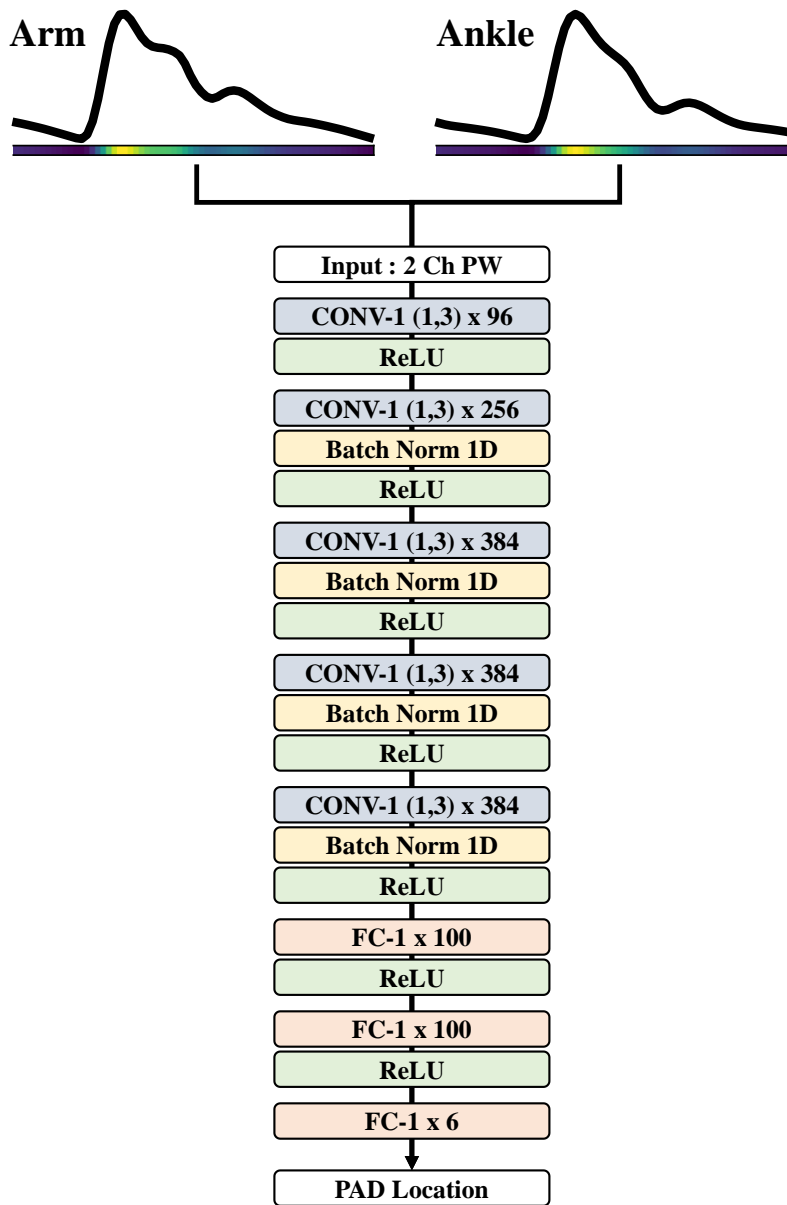 Arm
Ankle
Input : 2 Ch PW
CONV-1 (1,3) x 96
ReLU
CONV-1 (1,3) x 256
Batch Norm 1D
ReLU
CONV-1 (1,3) x 384
Batch Norm 1D
ReLU
CONV-1 (1,3) x 384
Batch Norm 1D
ReLU
CONV-1 (1,3) x 384
Batch Norm 1D
ReLU
FC-1 x 100
ReLU
FC-1 x 100
ReLU
FC-1 x 6
PAD Location